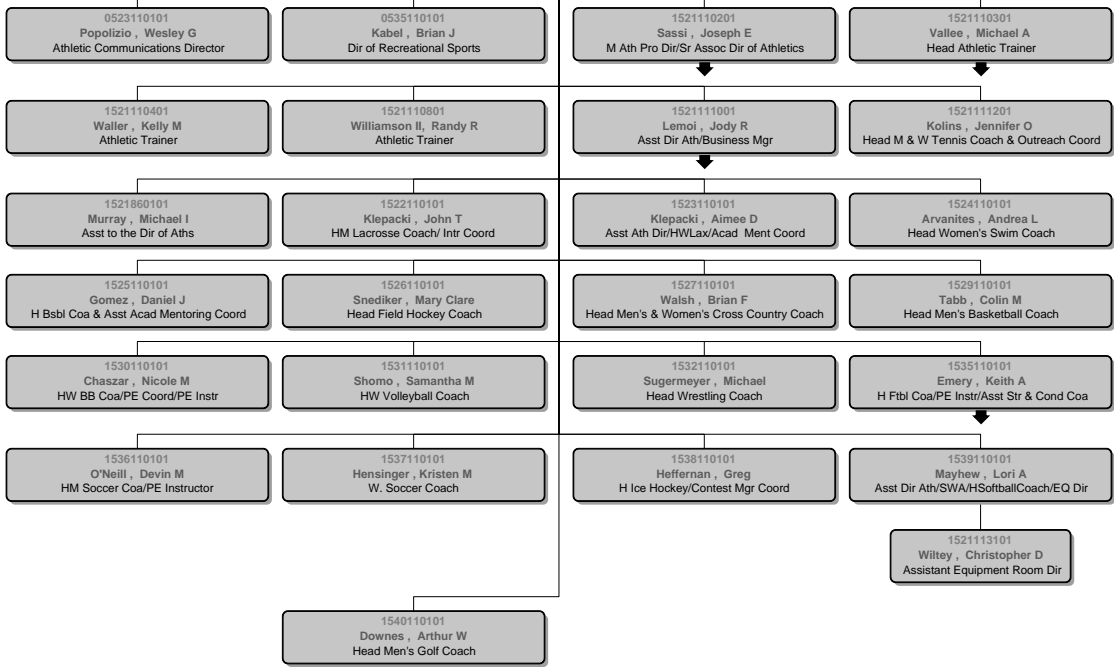 0523110101
Popolizio , Wesley G
Athletic Communications Director
0535110101
Kabel , Brian J
Dir of Recreational Sports
1521110201
Sassi , Joseph E
M Ath Pro Dir/Sr Assoc Dir of Athletics
1521110301
Vallee , Michael A
Head Athletic Trainer
1521110401
Waller , Kelly M
Athletic Trainer
1521110801
Williamson II, Randy R
Athletic Trainer
1521111001
Lemoi , Jody R
Asst Dir Ath/Business Mgr
1521111201
Kolins , Jennifer O
Head M & W Tennis Coach & Outreach Coord
1521860101
Murray , Michael I
Asst to the Dir of Aths
1522110101
Klepacki , John T
HM Lacrosse Coach/ Intr Coord
1523110101
Klepacki , Aimee D
Asst Ath Dir/HWLax/Acad Ment Coord
1524110101
Arvanites , Andrea L
Head Women's Swim Coach
1525110101
Gomez , Daniel J
H Bsbl Coa & Asst Acad Mentoring Coord
1526110101
Snediker , Mary Clare
Head Field Hockey Coach
1527110101
Walsh , Brian F
Head Men's & Women's Cross Country Coach
1529110101
Tabb , Colin M
Head Men's Basketball Coach
1530110101
Chaszar , Nicole M
HW BB Coa/PE Coord/PE Instr
1531110101
Shomo , Samantha M
HW Volleyball Coach
1532110101
Sugermeyer , Michael
Head Wrestling Coach
1535110101
Emery , Keith A
H Ftbl Coa/PE Instr/Asst Str & Cond Coa
1536110101
O'Neill , Devin M
HM Soccer Coa/PE Instructor
1537110101
Hensinger , Kristen M
W. Soccer Coach
1538110101
Heffernan , Greg
H Ice Hockey/Contest Mgr Coord
1539110101
Mayhew , Lori A
Asst Dir Ath/SWA/HSoftballCoach/EQ Dir
1521113101
Wiltey , Christopher D
Assistant Equipment Room Dir
1540110101
Downes , Arthur W
Head Men's Golf Coach